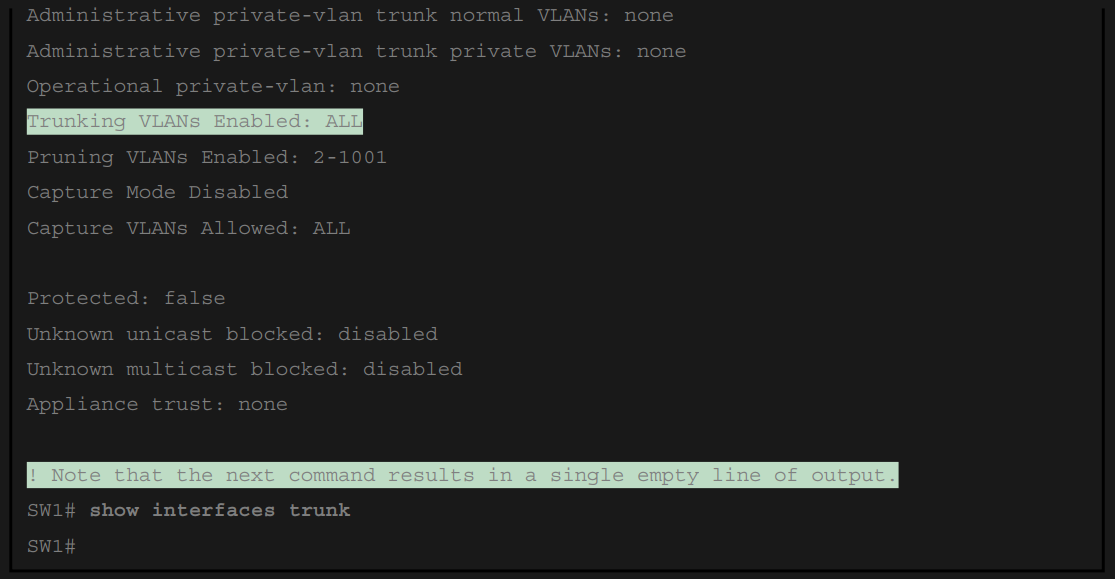 Administrative private-vlan trunk normal VLANs: none
Administrative private-vlan trunk private VLANs: none
Operational private-vlan: none
Trunking VLANs Enabled: ALL
Pruning VLANs Enabled: 2-1001
Capture Mode Disabled
Capture VLANs Allowed: ALL
Protected: false
Unknown unicast blocked: disabled
Unknown multicast blocked: disabled
Appliance trust: none
! Note that the next command results in a single empty line of output.
SW1# show interfaces trunk
SW1#